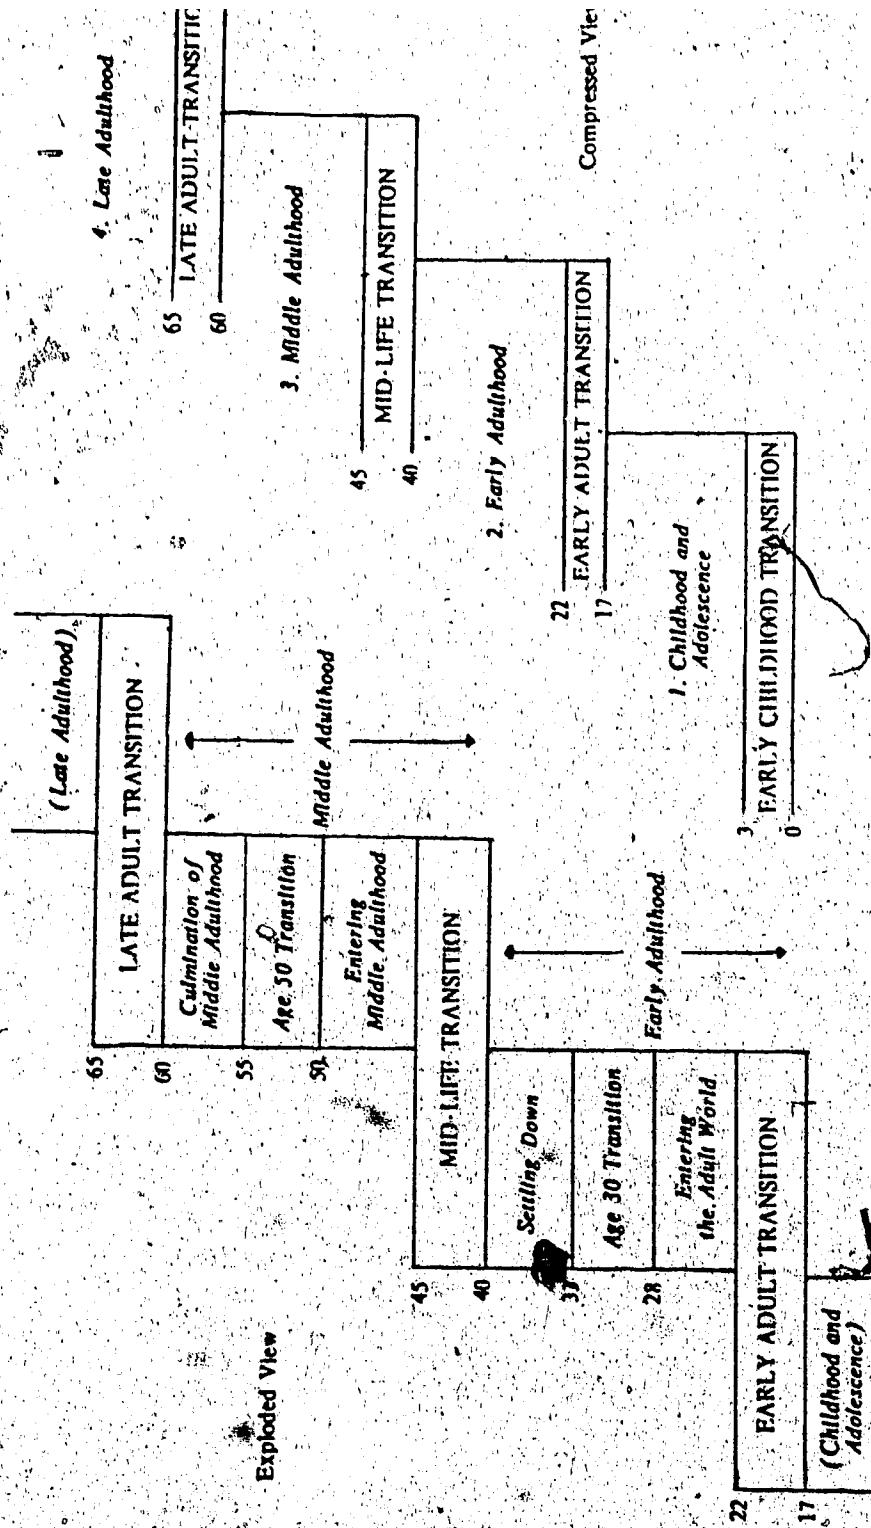 Exploded View
(Late Adulthood)
65
LATE ADULT TRANSITION
60
Culmination of
Middle Adulthood
55
Age 50 Transition
50
Entering
Middle Adulthood
Middle Adulthood
45
MID-LIFE TRANSITION
40
Settling Down
33
Age 30 Transition
28
Entering
the Adult World
Early Adulthood
22
EARLY ADULT TRANSITION
17
(Childhood and
Adolescence)
4. Late Adulthood
65
LATE ADULT TRANSITIO
60
3. Middle Adulthood
45
MID-LIFE TRANSITION
40
2. Early Adulthood
22
EARLY ADULT TRANSITION
17
1. Childhood and
Adolescence
3
EARLY CHILDHOOD TRANSITION
0
Compressed Vie